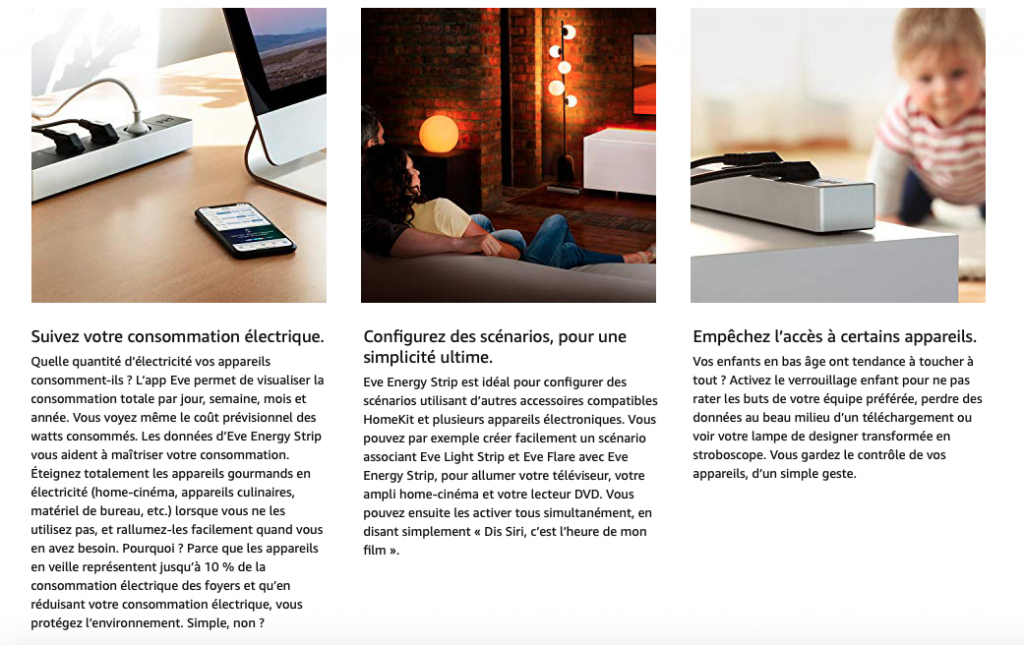 Suivez votre consommation électrique.
Quelle quantité d’électricité vos appareils
consomment-ils ? L’app Eve permet de visualiser la
consommation totale par jour, semaine, mois et
année. Vous voyez même le coût prévisionnel des
watts consommés. Les données d’Eve Energy Strip
vous aident à maîtriser votre consommation.
Éteignez totalement les appareils gourmands en
électricité (home-cinéma, appareils culinaires,
matériel de bureau, etc.) lorsque vous ne les
utilisez pas, et rallumez-les facilement quand vous
en avez besoin. Pourquoi ? Parce que les appareils
en veille représentent jusqu’à 10 % de la
consommation électrique des foyers et qu’en
réduisant votre consommation électrique, vous
protégez l’environnement. Simple, non ?
Configurez des scénarios, pour une
simplicité ultime.
Eve Energy Strip est idéal pour configurer des
scénarios utilisant d’autres accessoires compatibles
HomeKit et plusieurs appareils électroniques. Vous
pouvez par exemple créer facilement un scénario
associant Eve Light Strip et Eve Flare avec Eve
Energy Strip, pour allumer votre téléviseur, votre
ampli home-cinéma et votre lecteur DVD. Vous
pouvez ensuite les activer tous simultanément, en
disant simplement « Dis Siri, c’est l’heure de mon
film ».
Empêchez l’accès à certains appareils.
Vos enfants en bas âge ont tendance à toucher à
tout ? Activez le verrouillage enfant pour ne pas
rater les buts de votre équipe préférée, perdre des
données au beau milieu d’un téléchargement ou
voir votre lampe de designer transformée en
stroboscope. Vous gardez le contrôle de vos
appareils, d’un simple geste.